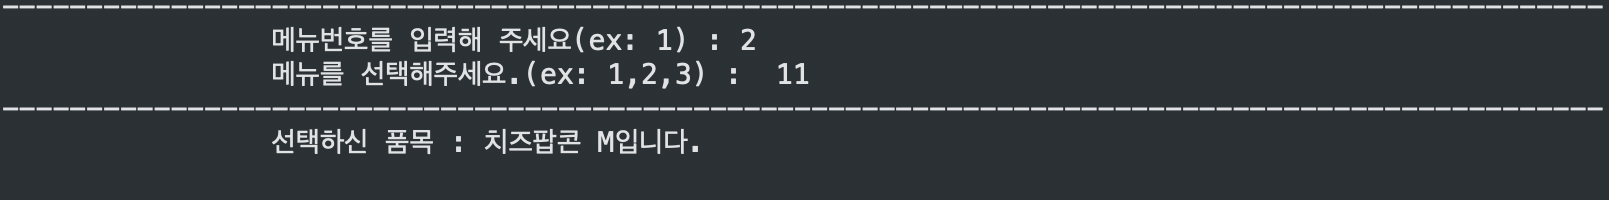 메뉴번호를 입력해 주세요(ex: 1) : 2
메뉴를 선택해주세요.(ex: 1,2,3) :  11
선택하신 품목 : 치즈팝콘 M입니다.